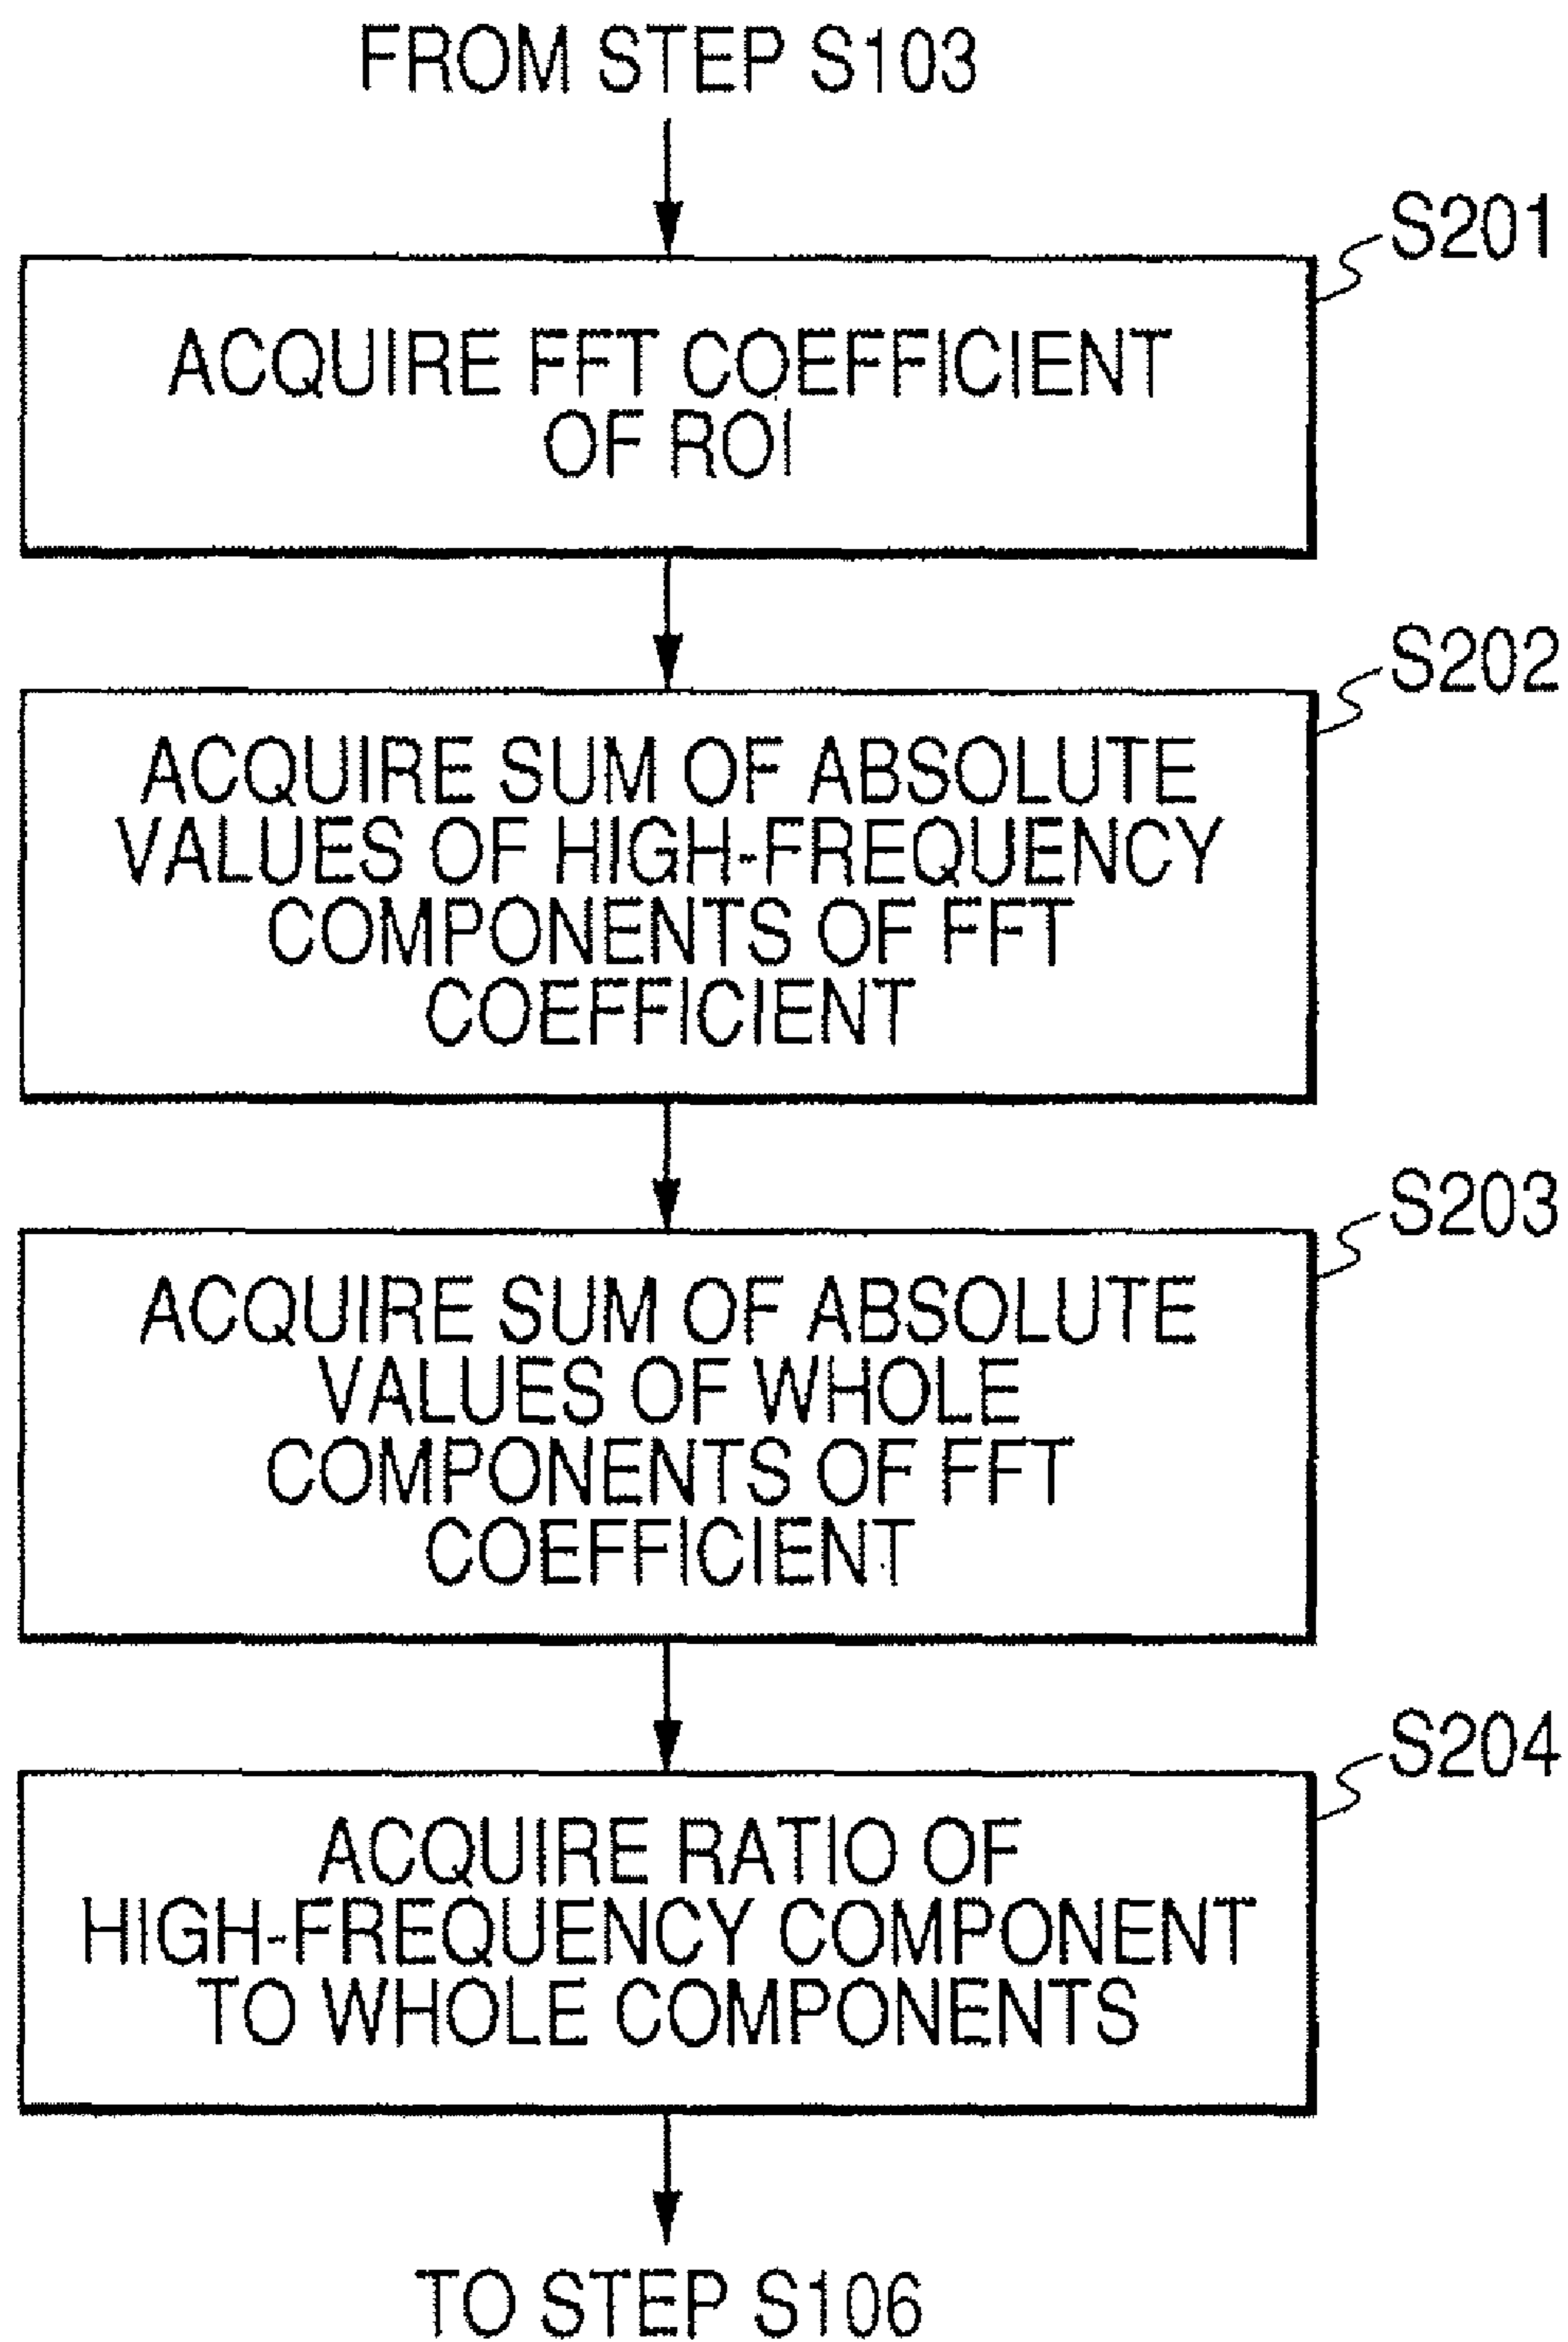 FROM STEP S103
S201
ACQUIRE FFT COEFFICIENT
OF ROI
S202
ACQUIRE SUM OF ABSOLUTE
VALUES OF HIGH-FREQUENCY
COMPONENTS OF FFT
COEFFICIENT
S203
ACQUIRE SUM OF ABSOLUTE
VALUES OF WHOLE
COMPONENTS OF FFT
COEFFICIENT
S204
ACQUIRE RATIO OF
HIGH-FREQUENCY COMPONENT
TO WHOLE COMPONENTS
TO STEP S106